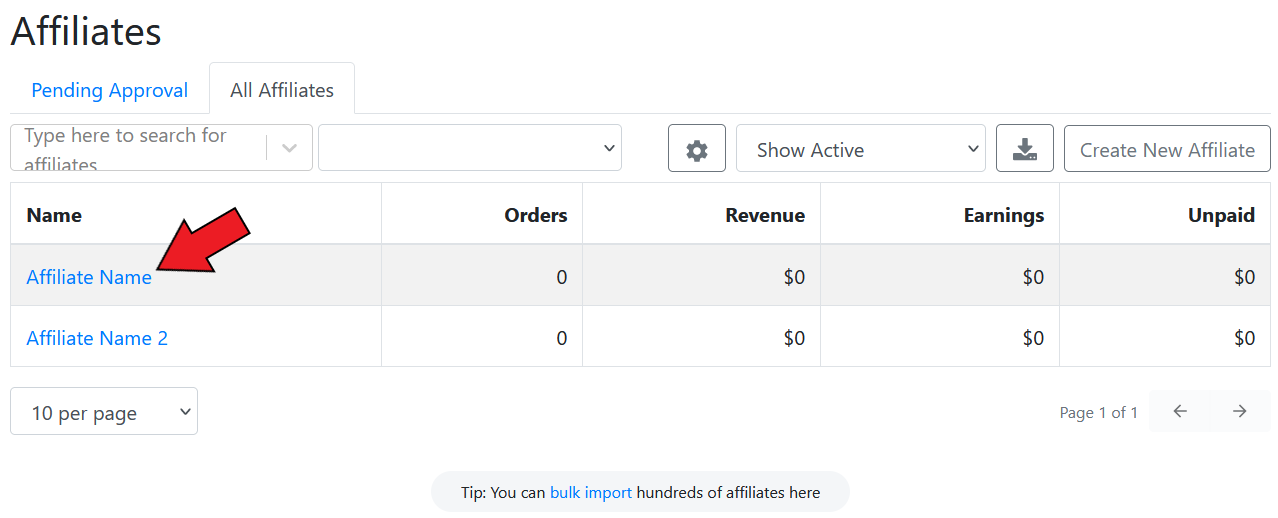 Affiliates
Pending Approval All Affiliates
Type here to search for
affiliates
Show Active Create New Affiliate
Name Orders Revenue Earnings Unpaid
Affiliate Name 0 $0 $0 $0
Affiliate Name 2 0 $0 $0 $0
10 per page Page 1 of 1
Tip: You can bulk import hundreds of affiliates here